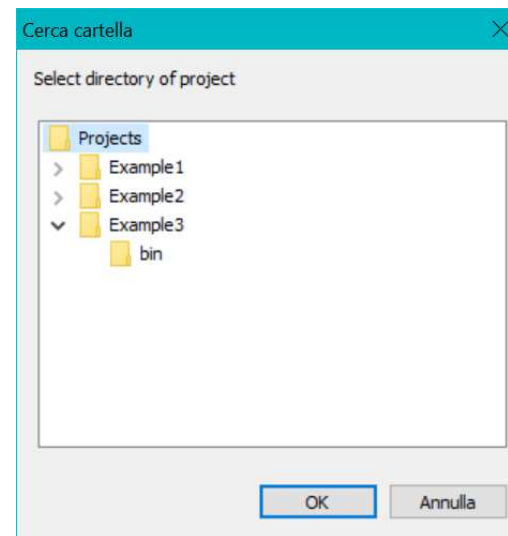 Cerca cartella
Select directory of project
Projects
Example1
Example2
Example3
bin
OK Annulla